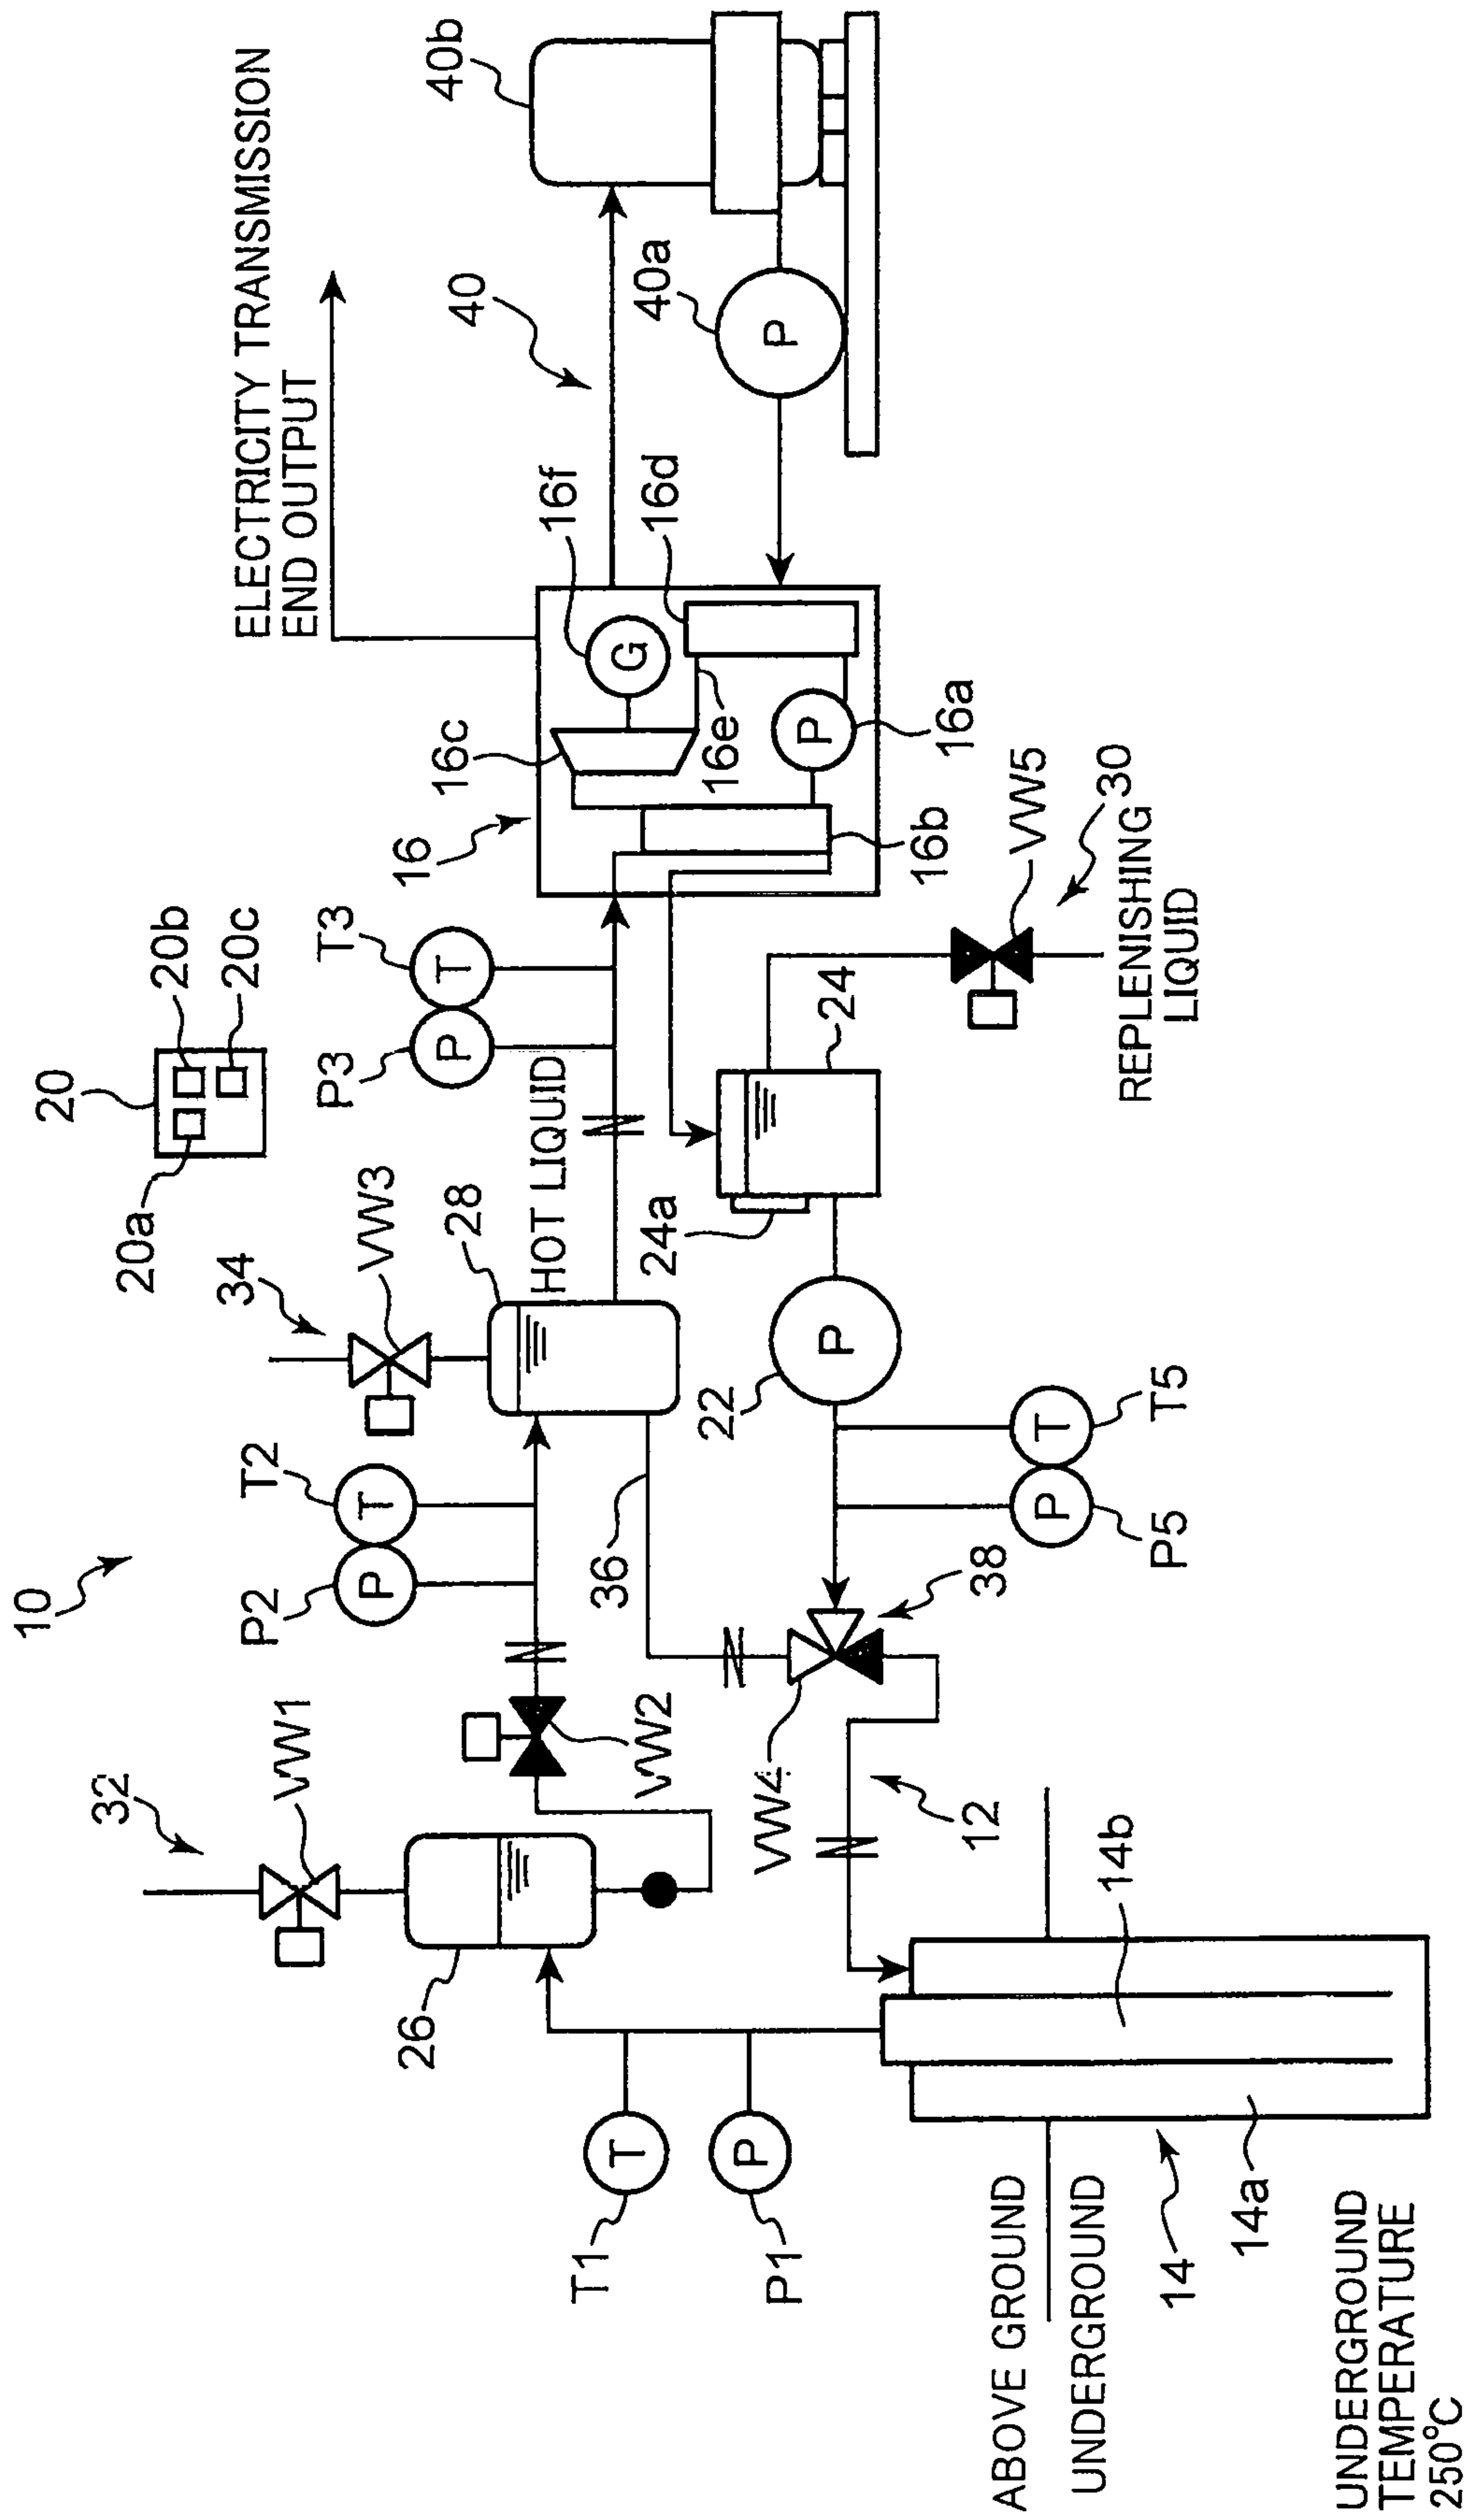 10
20
20a
20b
20c
ELECTRICITY TRANSMISSION
END OUTPUT
32
VW1
P2
T2
34
VW3
P3
T3
16
16c
16f
40
40b
26
VW2
36
28
HOT LIQUID
G
16d
40a
T
P
P
T
P
T
T1
T
P1
P
VW4
22
24a
24
16b
16e
16a
P
P
P
12
38
P5
P
T5
T
VW5
30
REPLENISHING
LIQUID
ABOVE GROUND
UNDERGROUND
14
14a
14b
UNDERGROUND
TEMPERATURE
250°C